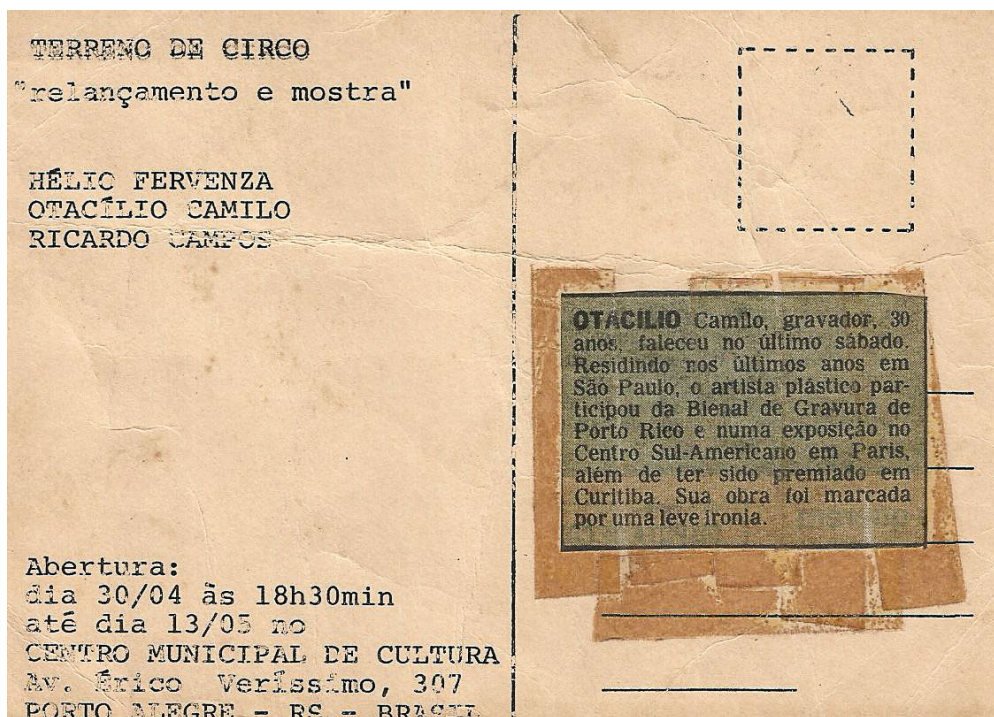 TERRENO DE CIRCO
"relançamento e mostra"
HÉLIO FERVENZA
OTACÍLIO CAMILO
RICARDO CAMPOS
Abertura:
dia 30/04 às 18h30min
até dia 13/05 no
CENTRO MUNICIPAL DE CULTURA
Av. Érico Veríssimo, 307
PORTO ALEGRE - RS - BRASIL
OTACILIO Camilo, gravador, 30
anos, faleceu no último sábado.
Residindo nos últimos anos em
São Paulo, o artista plástico par-
ticipou da Bienal de Gravura de
Porto Rico e numa exposição no
Centro Sul-Americano em Paris,
além de ter sido premiado em
Curitiba. Sua obra foi marcada
por uma leve ironia.